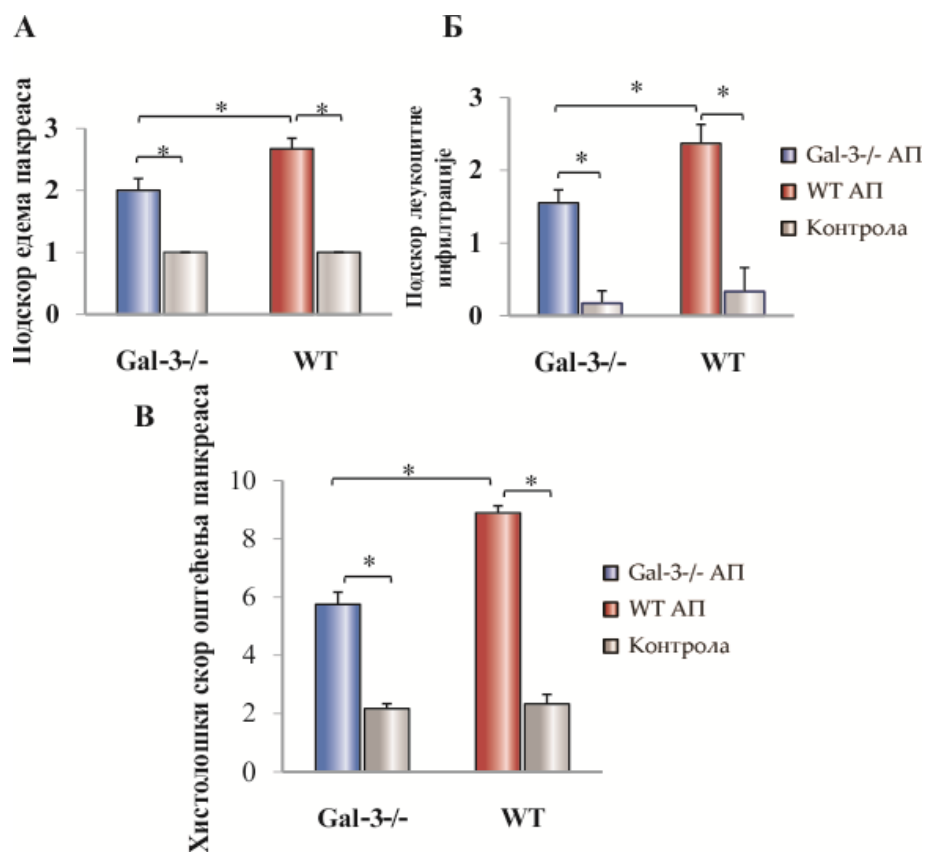 А
Подскор едема пакреаса
3
2
1
0
*
*
*
Gal-3-/-
WT
Б
Подскор леукоцитне
инфилтрације
3
2
1
0
*
*
*
Gal-3-/-
WT
Gal-3-/- АП
WT АП
Контрола
В
Хистолошки скор оштећења панкреаса
10
8
6
4
2
0
*
*
*
Gal-3-/-
WT
Gal-3-/- АП
WT АП
Контрола